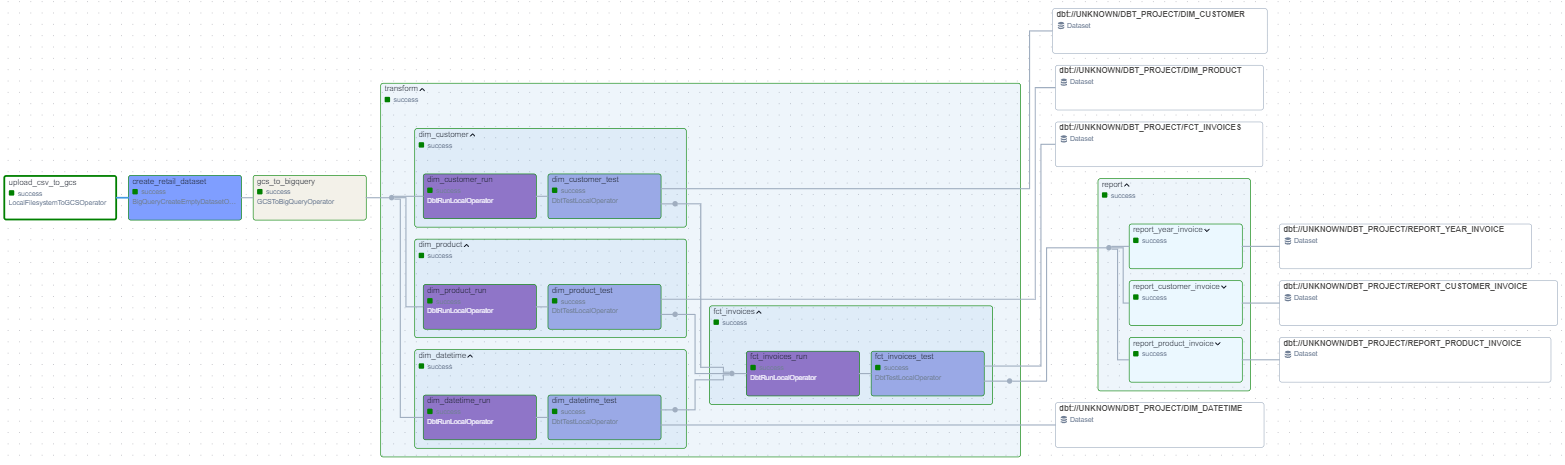 upload_csv_to_gcs
success
LocalFilesystemToGCSOperator
create_retail_dataset
success
BigQueryCreateEmptyDatasetO...
gcs_to_bigquery
success
GCSToBigQueryOperator
transform
success
dim_customer
success
dim_customer_run
success
DbtRunLocalOperator
dim_customer_test
success
DbtTestLocalOperator
dim_product
success
dim_product_run
success
DbtRunLocalOperator
dim_product_test
success
DbtTestLocalOperator
dim_datetime
success
dim_datetime_run
success
DbtRunLocalOperator
dim_datetime_test
success
DbtTestLocalOperator
fct_invoices
success
fct_invoices_run
success
DbtRunLocalOperator
fct_invoices_test
success
DbtTestLocalOperator
dbt://UNKNOWN/DBT_PROJECT/DIM_CUSTOMER
Dataset
dbt://UNKNOWN/DBT_PROJECT/DIM_PRODUCT
Dataset
dbt://UNKNOWN/DBT_PROJECT/FCT_INVOICES
Dataset
report
success
report_year_invoice
success
report_customer_invoice
success
report_product_invoice
success
dbt://UNKNOWN/DBT_PROJECT/DIM_DATETIME
Dataset
dbt://UNKNOWN/DBT_PROJECT/REPORT_YEAR_INVOICE
Dataset
dbt://UNKNOWN/DBT_PROJECT/REPORT_CUSTOMER_INVOICE
Dataset
dbt://UNKNOWN/DBT_PROJECT/REPORT_PRODUCT_INVOICE
Dataset